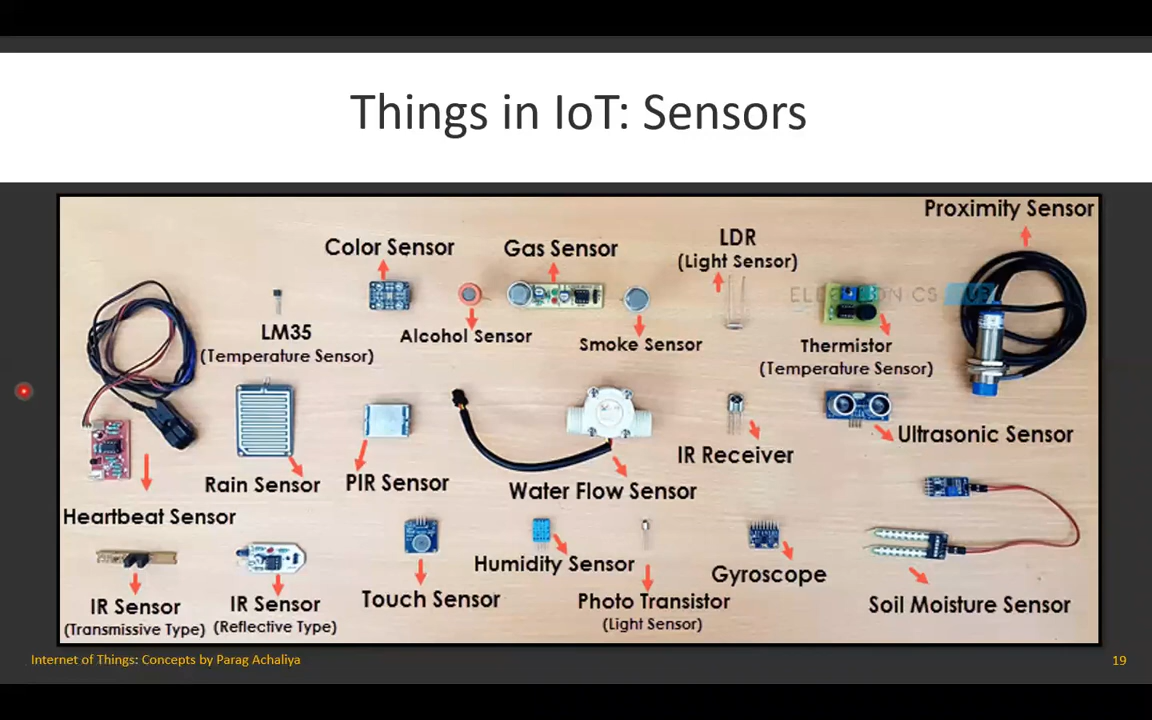 Things in IoT: Sensors
Proximity Sensor
Color Sensor
Gas Sensor
LDR
(Light Sensor)
LM35
(Temperature Sensor)
Alcohol Sensor
Smoke Sensor
Thermistor
(Temperature Sensor)
Heartbeat Sensor
Rain Sensor
PIR Sensor
Water Flow Sensor
IR Receiver
Ultrasonic Sensor
IR Sensor
(Transmissive Type)
IR Sensor
(Reflective Type)
Touch Sensor
Humidity Sensor
Photo Transistor
(Light Sensor)
Gyroscope
Soil Moisture Sensor
Internet of Things: Concepts by Parag Achaliya
19